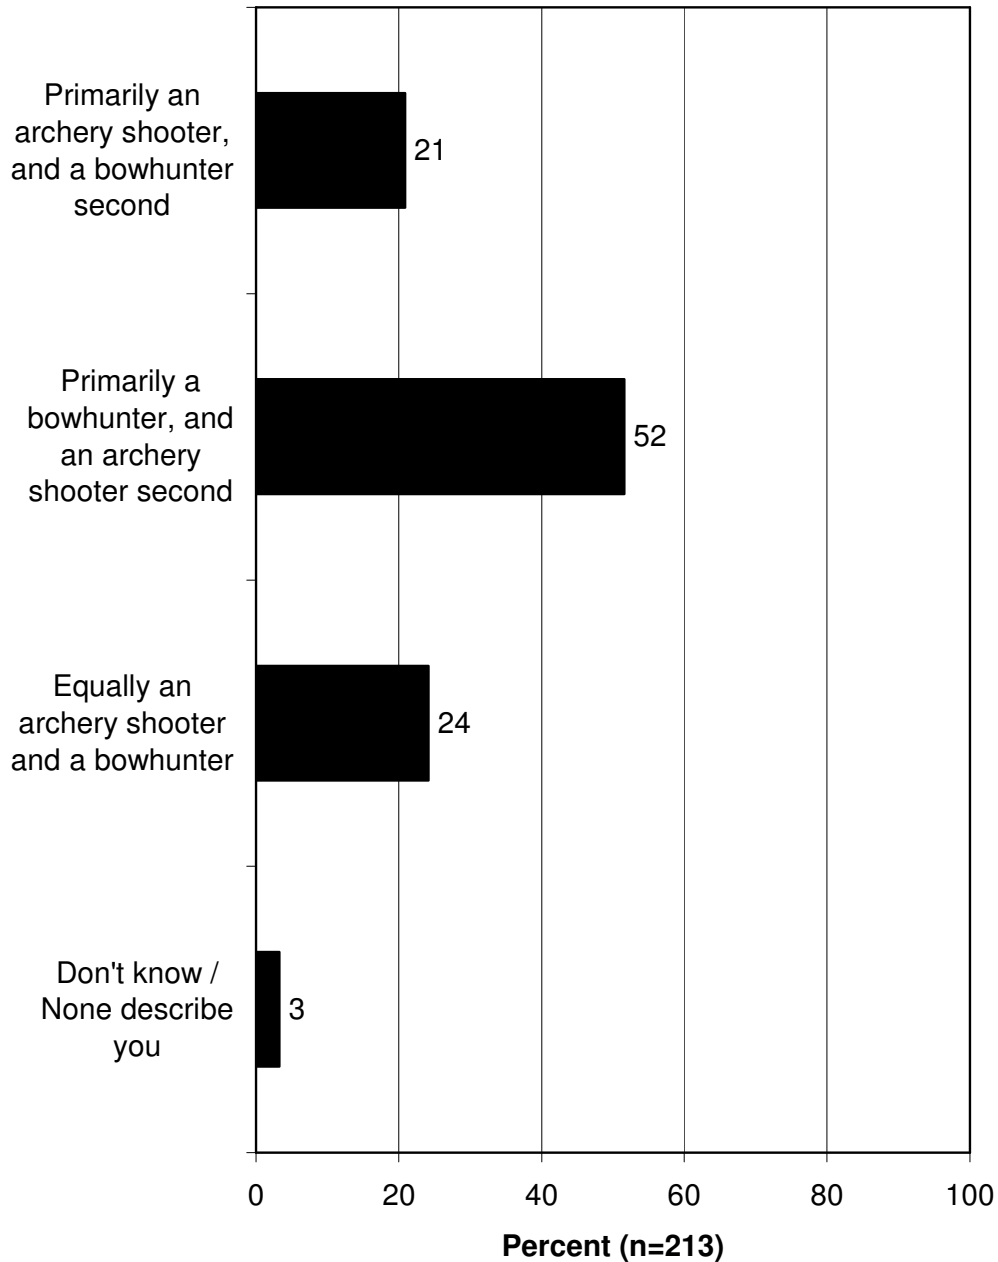 Primarily an
archery shooter,
and a bowhunter
second
21
Primarily a
bowhunter, and
an archery
shooter second
52
Equally an
archery shooter
and a bowhunter
24
Don't know /
None describe
you
3
0 20 40 60 80 100
Percent (n=213)